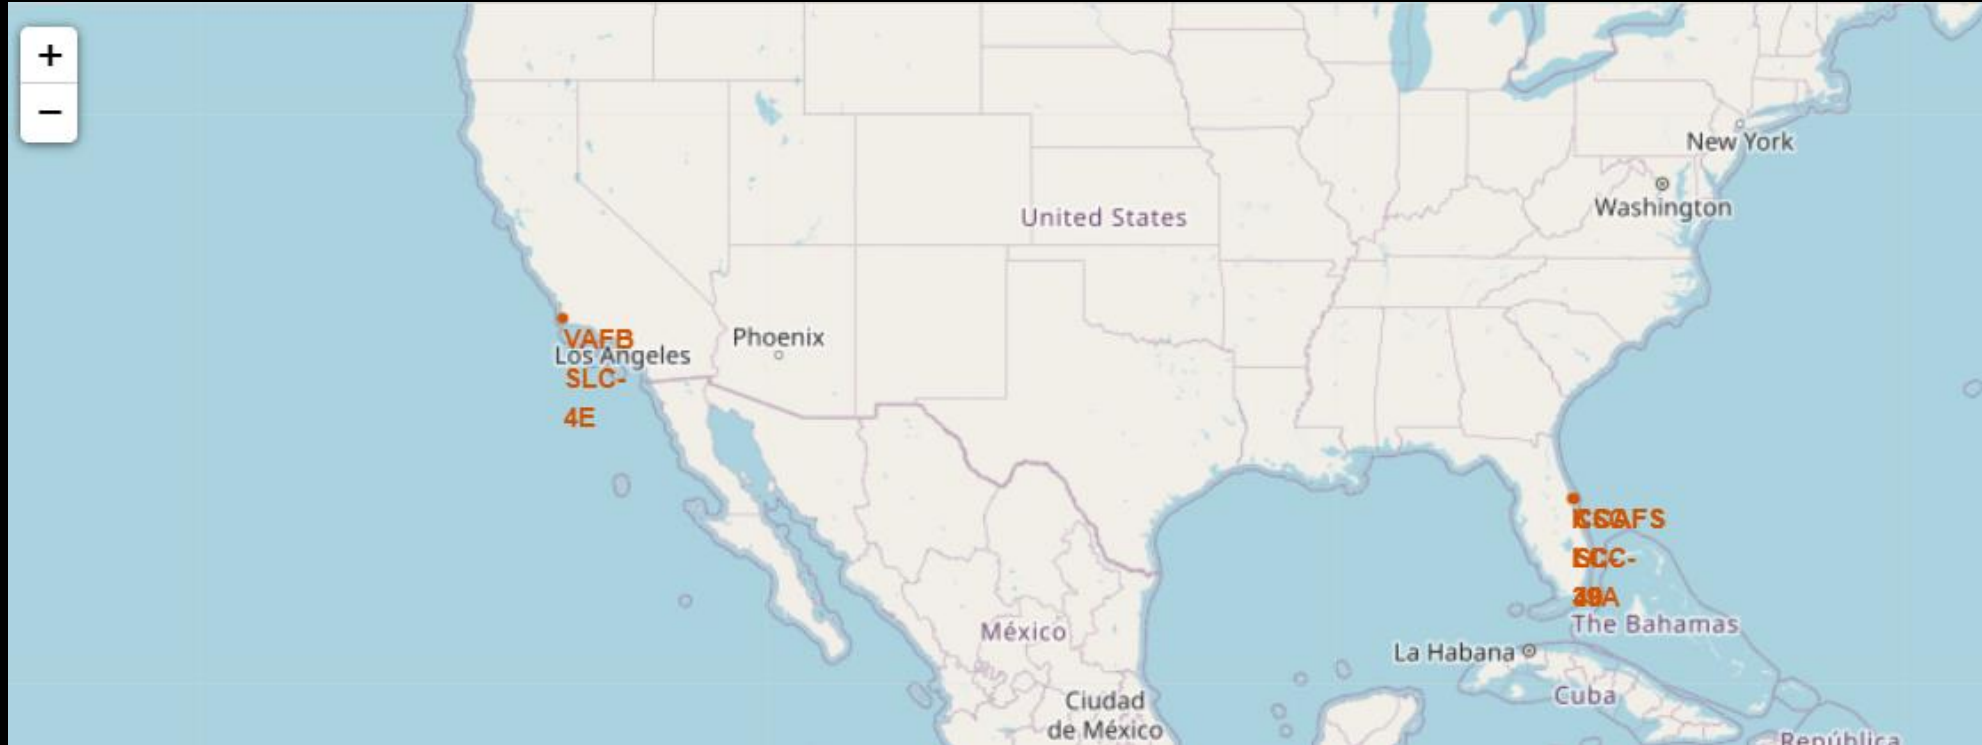 +
−
New York
Washington
United States
VAFB
Los Angeles
SLC-
4E
Phoenix
The Bahamas
México
La Habana
Cuba
Ciudad
de México
República